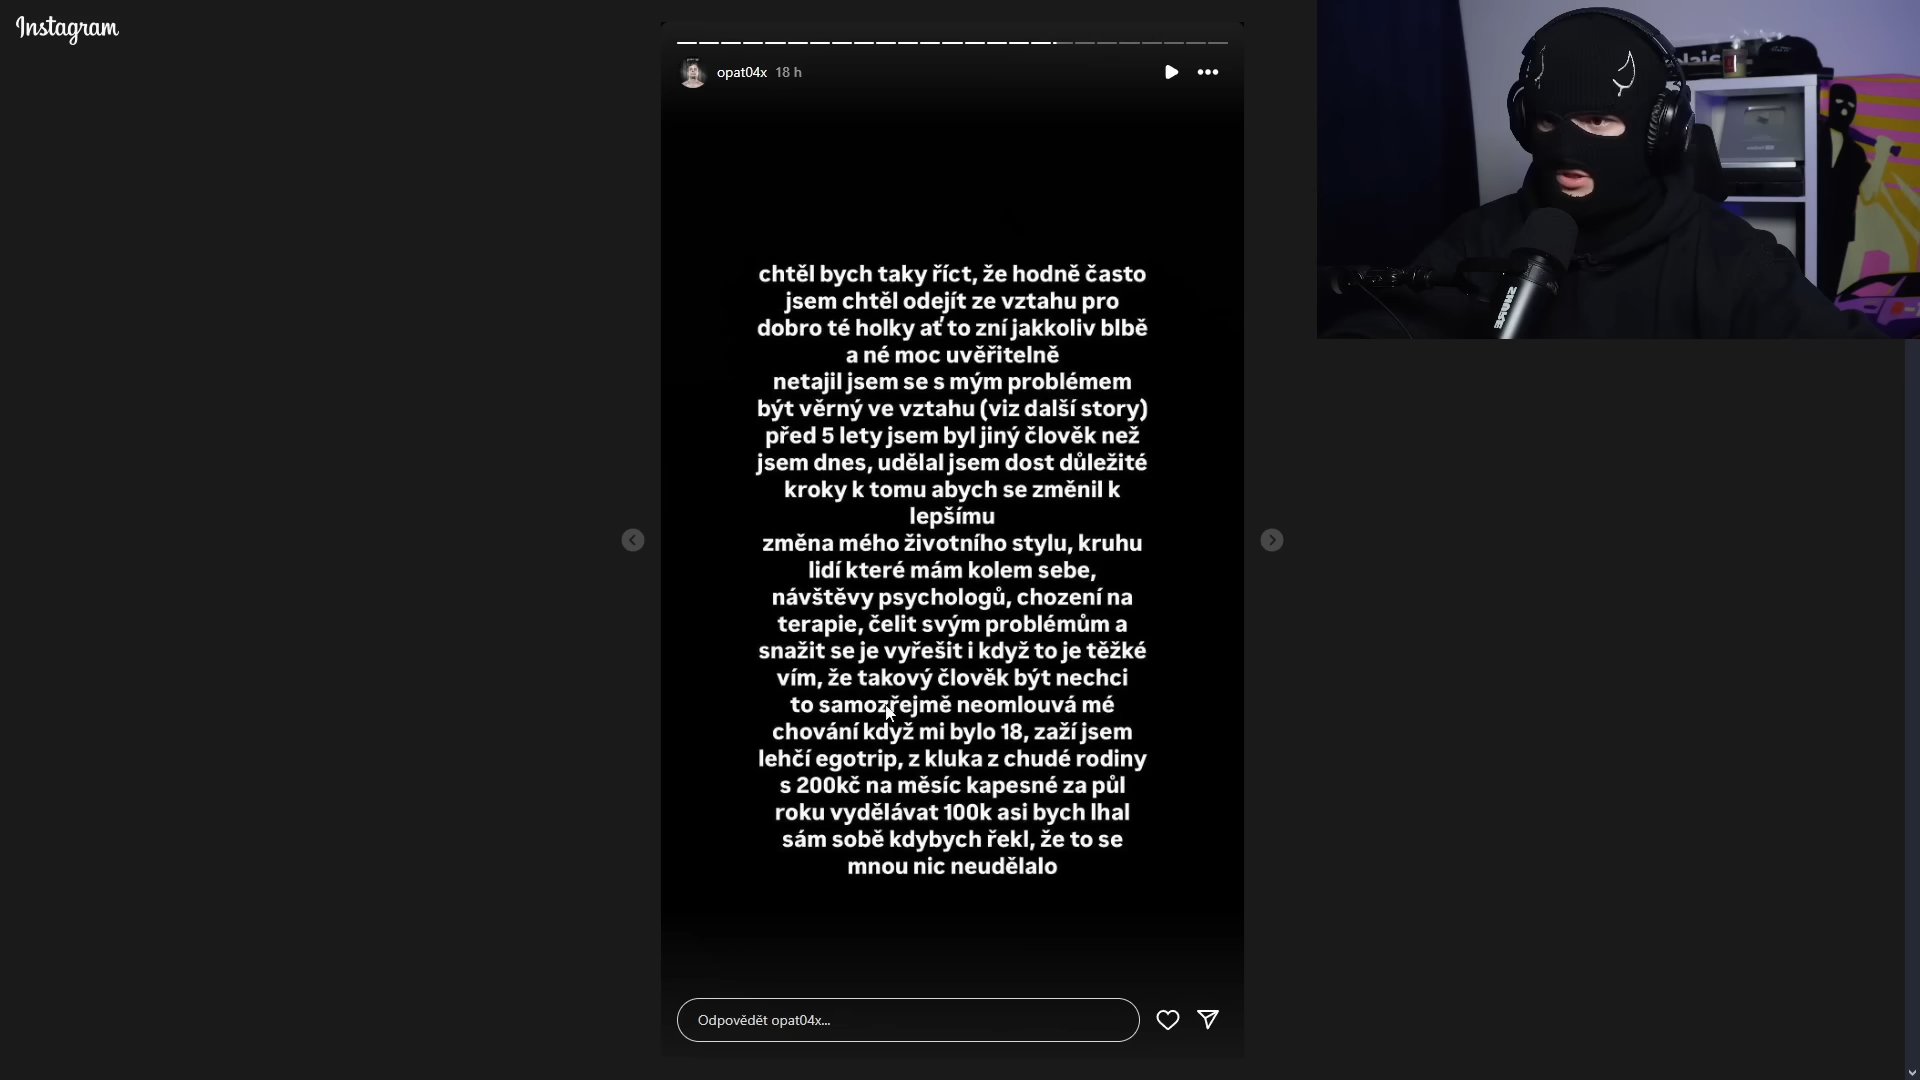 Instagram
opat04x 18 h
chtěl bych taky říct, že hodně často
jsem chtěl odejít ze vztahu pro
dobro té holky ať to zní jakkoliv blbě
a né moc uvěřitelně
netajil jsem se s mým problémem
být věrný ve vztahu (viz další story)
před 5 lety jsem byl jiný člověk než
jsem dnes, udělal jsem dost důležité
kroky k tomu abych se změnil k
lepšímu
změna mého životního stylu, kruhu
lidí které mám kolem sebe,
návštěvy psychologů, chození na
terapie, čelit svým problémům a
snažit se je vyřešit i když to je těžké
vím, že takový člověk být nechci
to samozřejmě neomlouvá mé
chování když mi bylo 18, zaží jsem
lehčí egotrip, z kluka z chudé rodiny
s 200kč na měsíc kapesné za půl
roku vydělávat 100k asi bych lhal
sám sobě kdybych řekl, že to se
mnou nic neudělalo
Odpovědět opat04x...